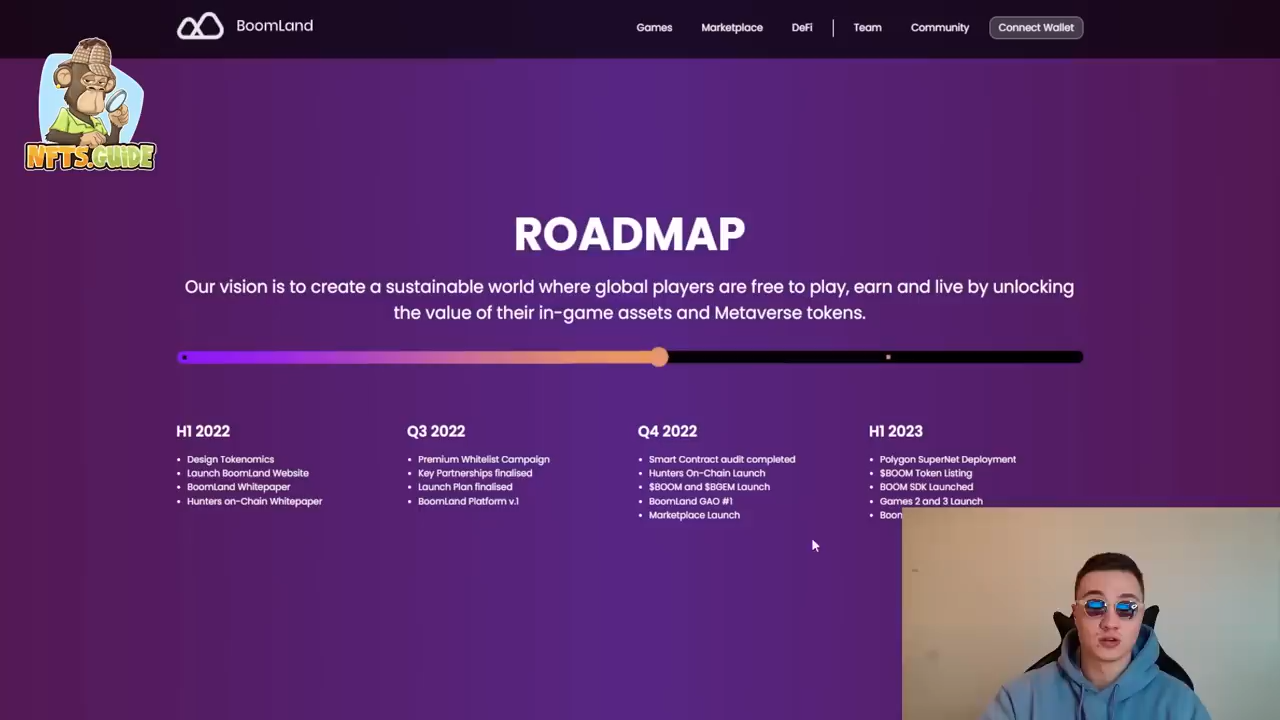 BoomLand
Games
Marketplace
DeFi
Team
Community
Connect Wallet
NFTS.GUIDE
ROADMAP
Our vision is to create a sustainable world where global players are free to play, earn and live by unlocking
the value of their in-game assets and Metaverse tokens.
H1 2022
• Design Tokenomics
• Launch BoomLand Website
• BoomLand Whitepaper
• Hunters on-Chain Whitepaper
Q3 2022
• Premium Whitelist Campaign
• Key Partnerships finalised
• Launch Plan finalised
• BoomLand Platform v.1
Q4 2022
• Smart Contract audit completed
• Hunters On-Chain Launch
• $BOOM and $BGEM Launch
• BoomLand GAO #1
• Marketplace Launch
H1 2023
• Polygon SuperNet Deployment
• $BOOM Token Listing
• BOOM SDK Launched
• Games 2 and 3 Launch
• Boon